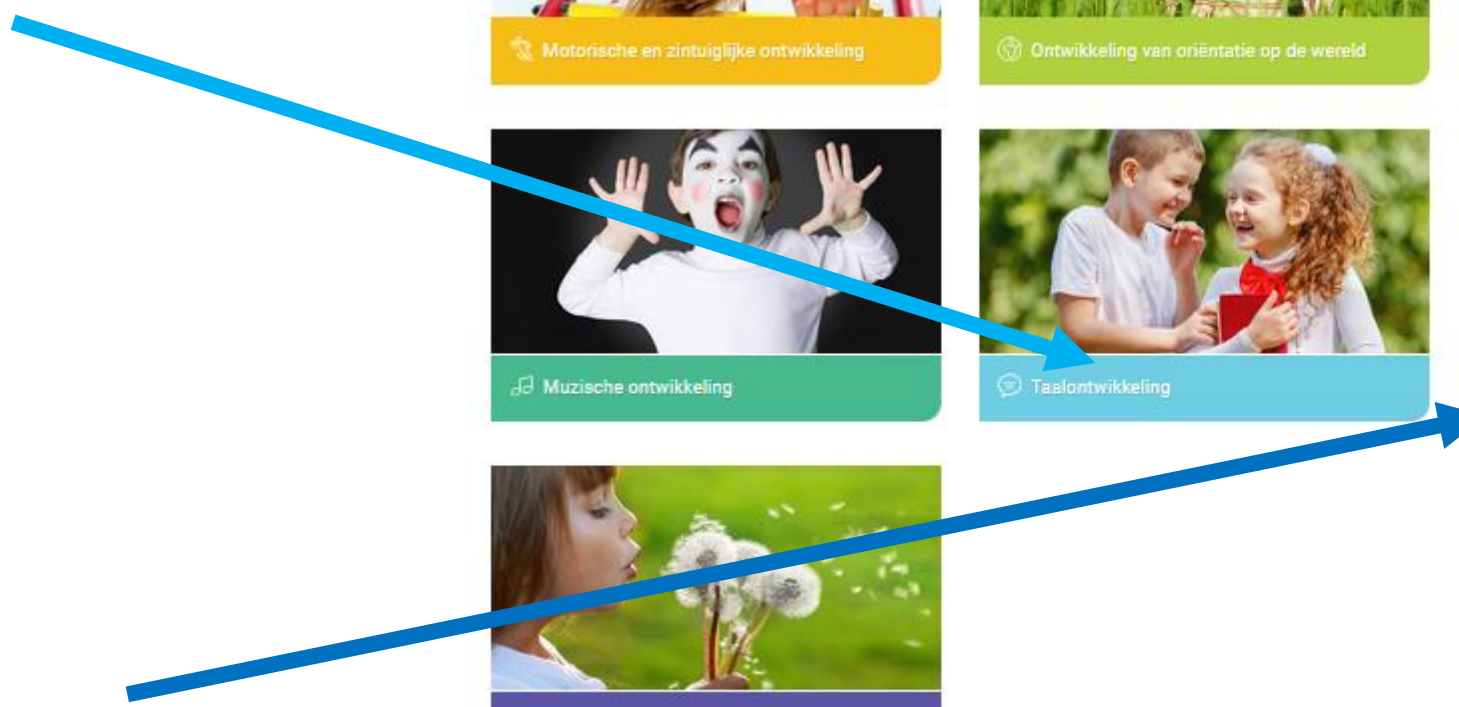 Motorische en zintuiglijke ontwikkeling
Ontwikkeling van oriëntatie op de wereld
Muzische ontwikkeling
Taalontwikkeling